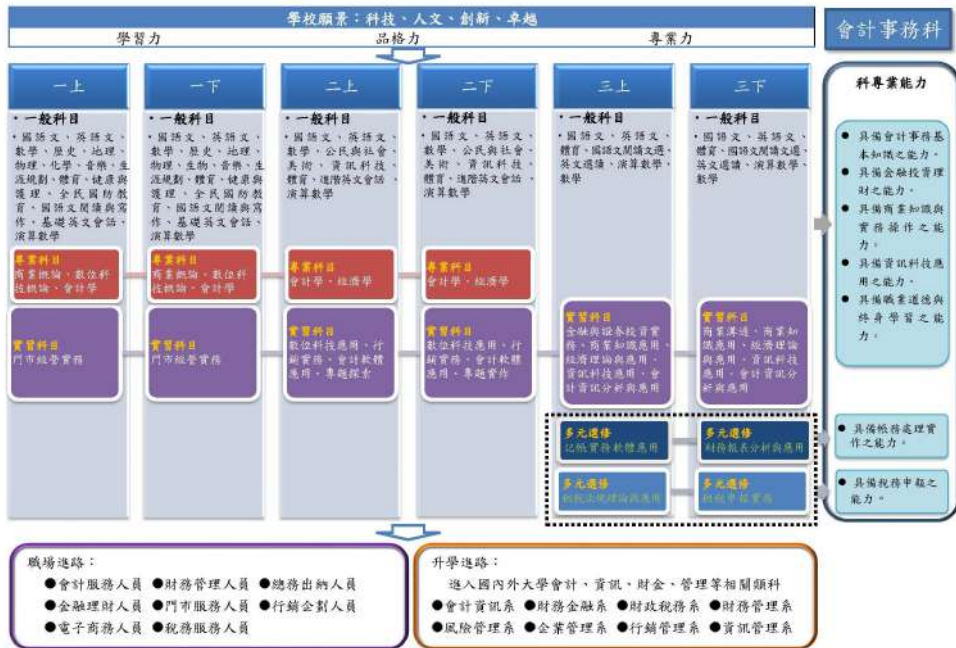 學校願景：科技、人文、創新、卓越
學習力
品格力
專業力
會計事務科
一上
・一般科目
・國語文、英語文、
數學、歷史、地理、
物理、化學、音樂、生
涯規劃、體育、健康與
護理、全民國防教
育、國語文閱讀與寫
作、基礎英文會話、
演算數學
專業科目
商業概論、數位科
技概論、會計學
實習科目
門市經營實務
一下
・一般科目
・國語文、英語文、
數學、歷史、地理、
物理、生物、音樂、生
涯規劃、體育、健康與
護理、全民國防教
育、國語文閱讀與寫
作、基礎英文會話、
演算數學
專業科目
商業概論、數位科
技概論、會計學
實習科目
門市經營實務
二上
・一般科目
・國語文、英語文、
數學、公民與社會、
美術、資訊科技、
體育、進階英文會話、
演算數學
專業科目
會計學、經濟學
實習科目
數位科技應用、行
銷實務、會計軟體
應用、專題探索
二下
・一般科目
・國語文、英語文、
數學、公民與社會、
美術、資訊科技、
體育、進階英文會話、
演算數學
專業科目
會計學、經濟學
實習科目
數位科技應用、行
銷實務、會計軟體
應用、專題實作
三上
・一般科目
・國語文、英語文、
體育、國語文閱讀文選、
英文選讀、演算數學、
數學
實習科目
金融與證券投資實
務、商業知識應用、
經濟理論與應用、
資訊科技應用、會
計資訊分析與應用
多元選修
記帳實務軟體應用
多元選修
租稅法規理論與應用
三下
・一般科目
・國語文、英語文、
體育、國語文閱讀文選、
英文選讀、演算數學、
數學
實習科目
商業溝通、商業知
識應用、經濟理論
與應用、資訊科技
應用、會計資訊分
析與應用
多元選修
財務報表分析與應用
多元選修
租稅申報實務
科專業能力
● 具備會計事務基
本知識之能力。
● 具備金融投資理
財之能力。
● 具備商業知識與
實務操作之能
力。
● 具備資訊科技應
用之能力。
● 具備職業道德與
終身學習之能
力。
● 具備帳務處理實
作之能力。
● 具備稅務申報之
能力。
職場進路：
●會計服務人員 ●財務管理人員 ●總務出納人員
●金融理財人員 ●門市服務人員 ●行銷企劃人員
●電子商務人員 ●稅務服務人員
升學進路：
進入國內外大學會計、資訊、財金、管理等相關類科
●會計資訊系 ●財務金融系 ●財政稅務系 ●財務管理系
●風險管理系 ●企業管理系 ●行銷管理系 ●資訊管理系